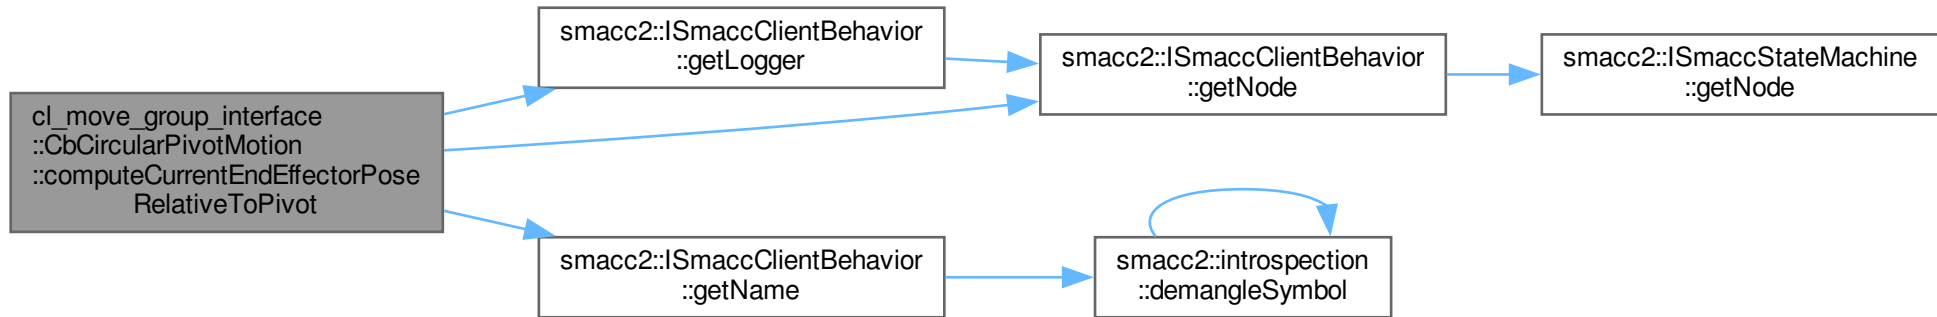 cl_move_group_interface
::CbCircularPivotMotion
::computeCurrentEndEffectorPose
RelativeToPivot
smacc2::ISmaccClientBehavior
::getLogger
smacc2::ISmaccClientBehavior
::getNode
smacc2::ISmaccStateMachine
::getNode
smacc2::ISmaccClientBehavior
::getName
smacc2::introspection
::demangleSymbol